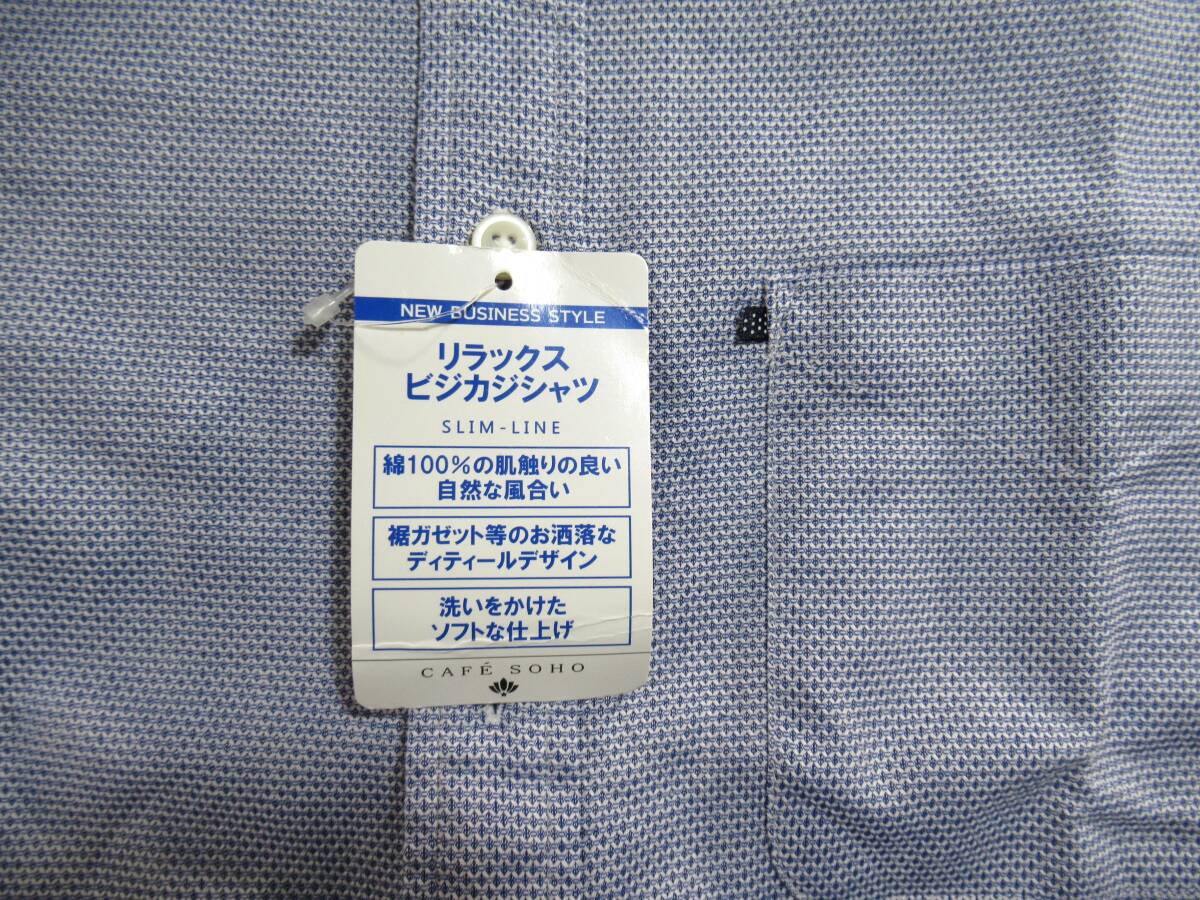 NEW BUSINESS STYLE
リラックス
ビジカジシャツ
SLIM-LINE
綿100%の肌触りの良い
自然な風合い
裾ガゼット等のお洒落な
ディティールデザイン
洗いをかけた
ソフトな仕上げ
CAFÉ SOHO